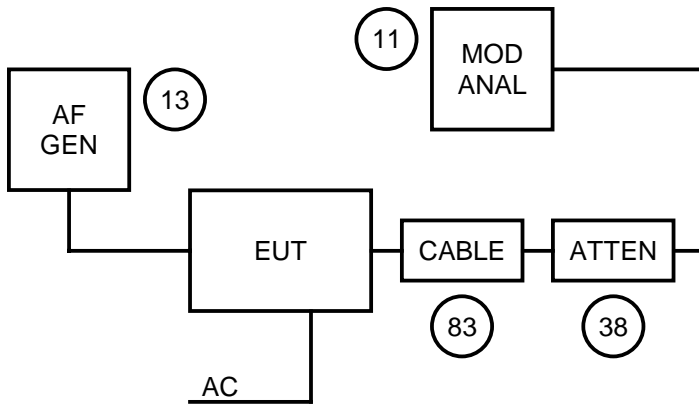 11
MOD
ANAL
13
AF
GEN
EUT
CABLE
ATTEN
83
38
AC